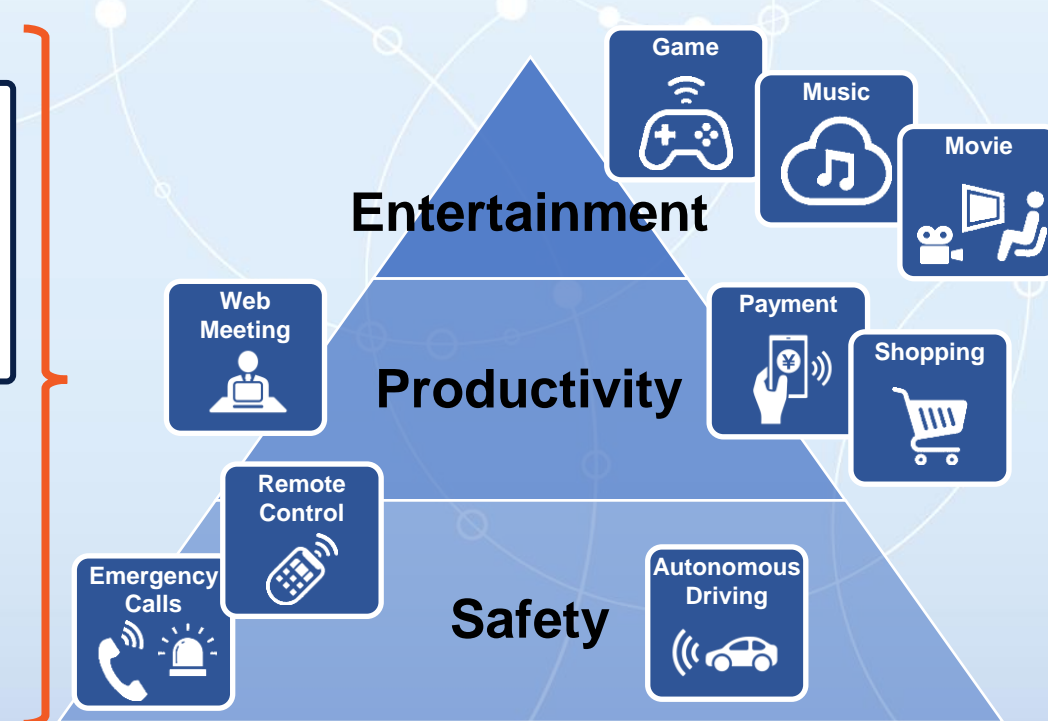 Game
Music
Movie
Entertainment
Web
Meeting
Payment
Shopping
¥
Productivity
Remote
Control
Emergency
Calls
Autonomous
Driving
Safety